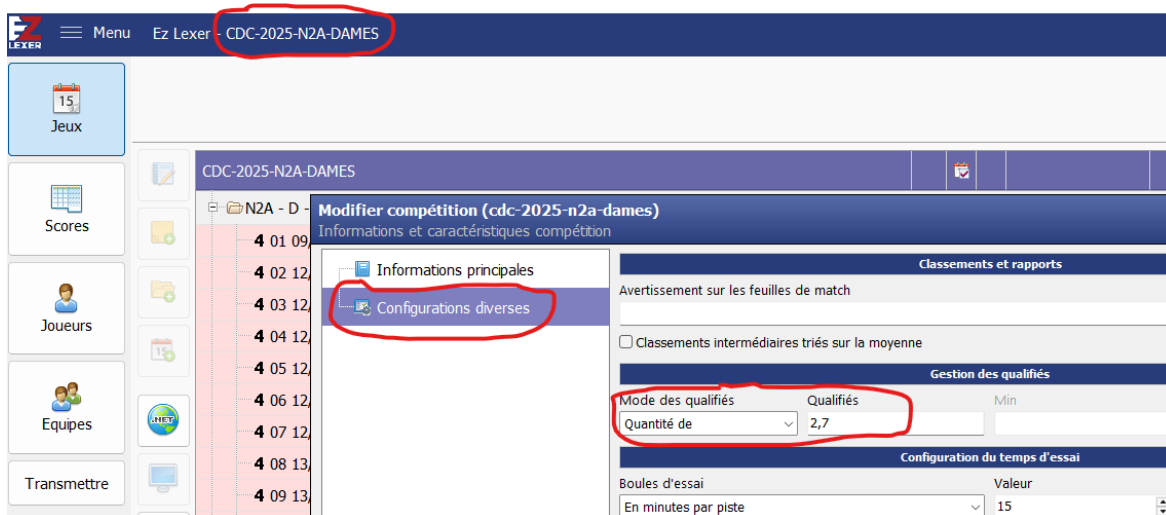 EZ LEXER Menu Ez Lexer - CDC-2025-N2A-DAMES
15
Jeux
Scores
Joueurs
Equipes
Transmettre
15
.NET
CDC-2025-N2A-DAMES
N2A - D -
4 01 09/
4 02 12/
4 03 12/
4 04 12/
4 05 12/
4 06 12/
4 07 12/
4 08 13/
4 09 13/
Modifier compétition (cdc-2025-n2a-dames)
Informations et caractéristiques compétition
Informations principales
Configurations diverses
Classements et rapports
Avertissement sur les feuilles de match
Classements intermédiaires triés sur la moyenne
Gestion des qualifiés
Mode des qualifiés Qualifiés Min
Quantité de 2,7
Configuration du temps d'essai
Boules d'essai Valeur
En minutes par piste 15